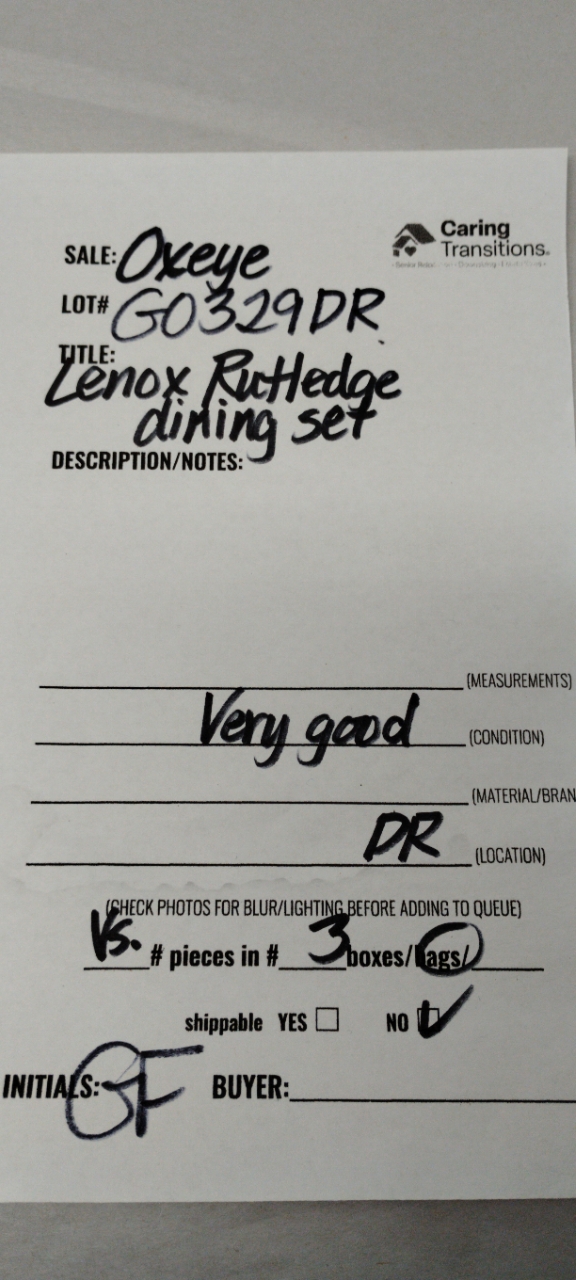 Caring
Transitions®
SALE: Oxeye
LOT# G0329DR
TITLE:
Lenox Rutledge
dining set
DESCRIPTION/NOTES:
(MEASUREMENTS)
Very good (CONDITION)
(MATERIAL/BRAN
DR (LOCATION)
(CHECK PHOTOS FOR BLUR/LIGHTING BEFORE ADDING TO QUEUE)
Vs. # pieces in # 3 boxes/bags/
shippable YES NO
INITIALS: GF BUYER: